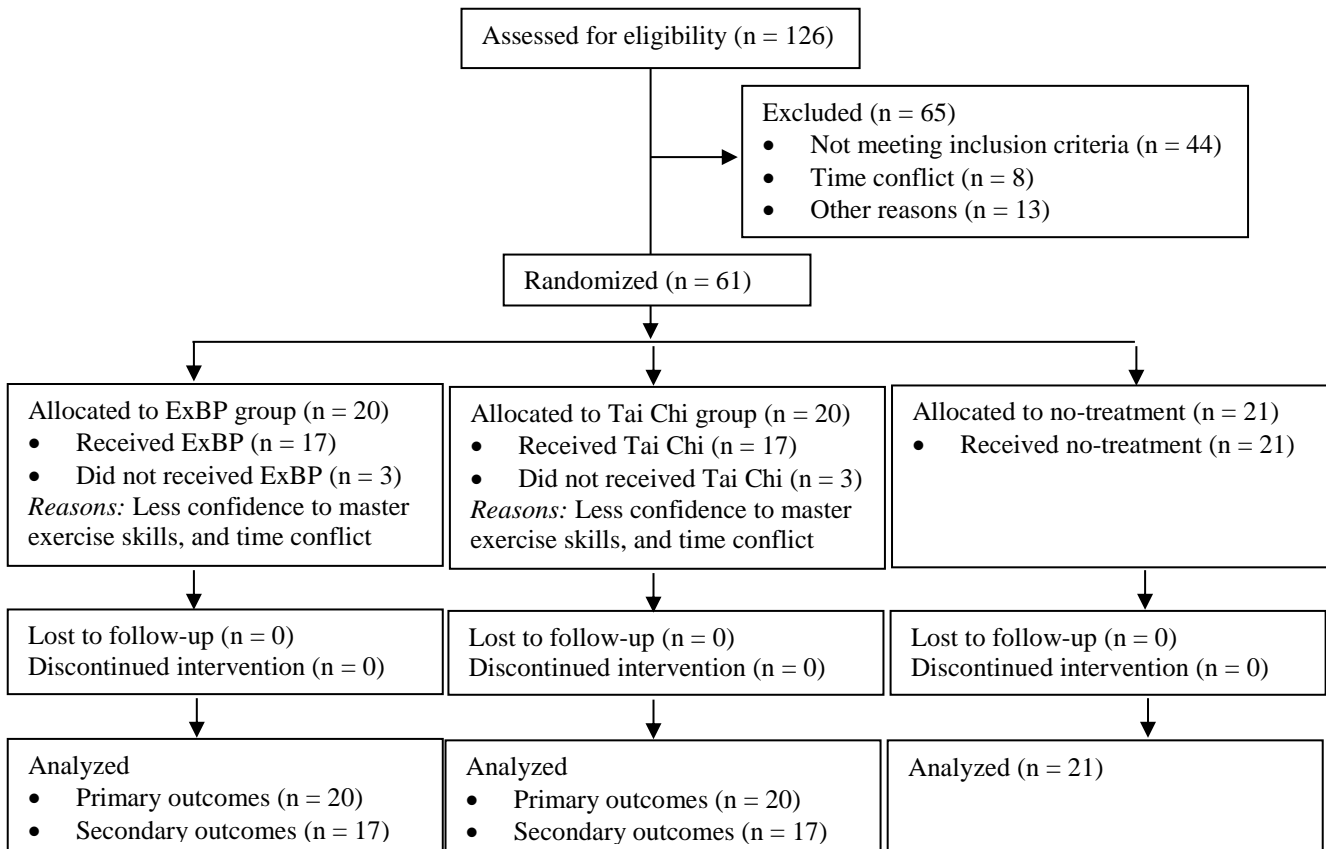 Assessed for eligibility (n = 126)
Excluded (n = 65)
• Not meeting inclusion criteria (n = 44)
• Time conflict (n = 8)
• Other reasons (n = 13)
Randomized (n = 61)
Allocated to ExBP group (n = 20)
• Received ExBP (n = 17)
• Did not received ExBP (n = 3)
Reasons: Less confidence to master
exercise skills, and time conflict
Allocated to Tai Chi group (n = 20)
• Received Tai Chi (n = 17)
• Did not received Tai Chi (n = 3)
Reasons: Less confidence to master
exercise skills, and time conflict
Allocated to no-treatment (n = 21)
• Received no-treatment (n = 21)
Lost to follow-up (n = 0)
Discontinued intervention (n = 0)
Lost to follow-up (n = 0)
Discontinued intervention (n = 0)
Lost to follow-up (n = 0)
Discontinued intervention (n = 0)
Analyzed
• Primary outcomes (n = 20)
• Secondary outcomes (n = 17)
Analyzed
• Primary outcomes (n = 20)
• Secondary outcomes (n = 17)
Analyzed (n = 21)